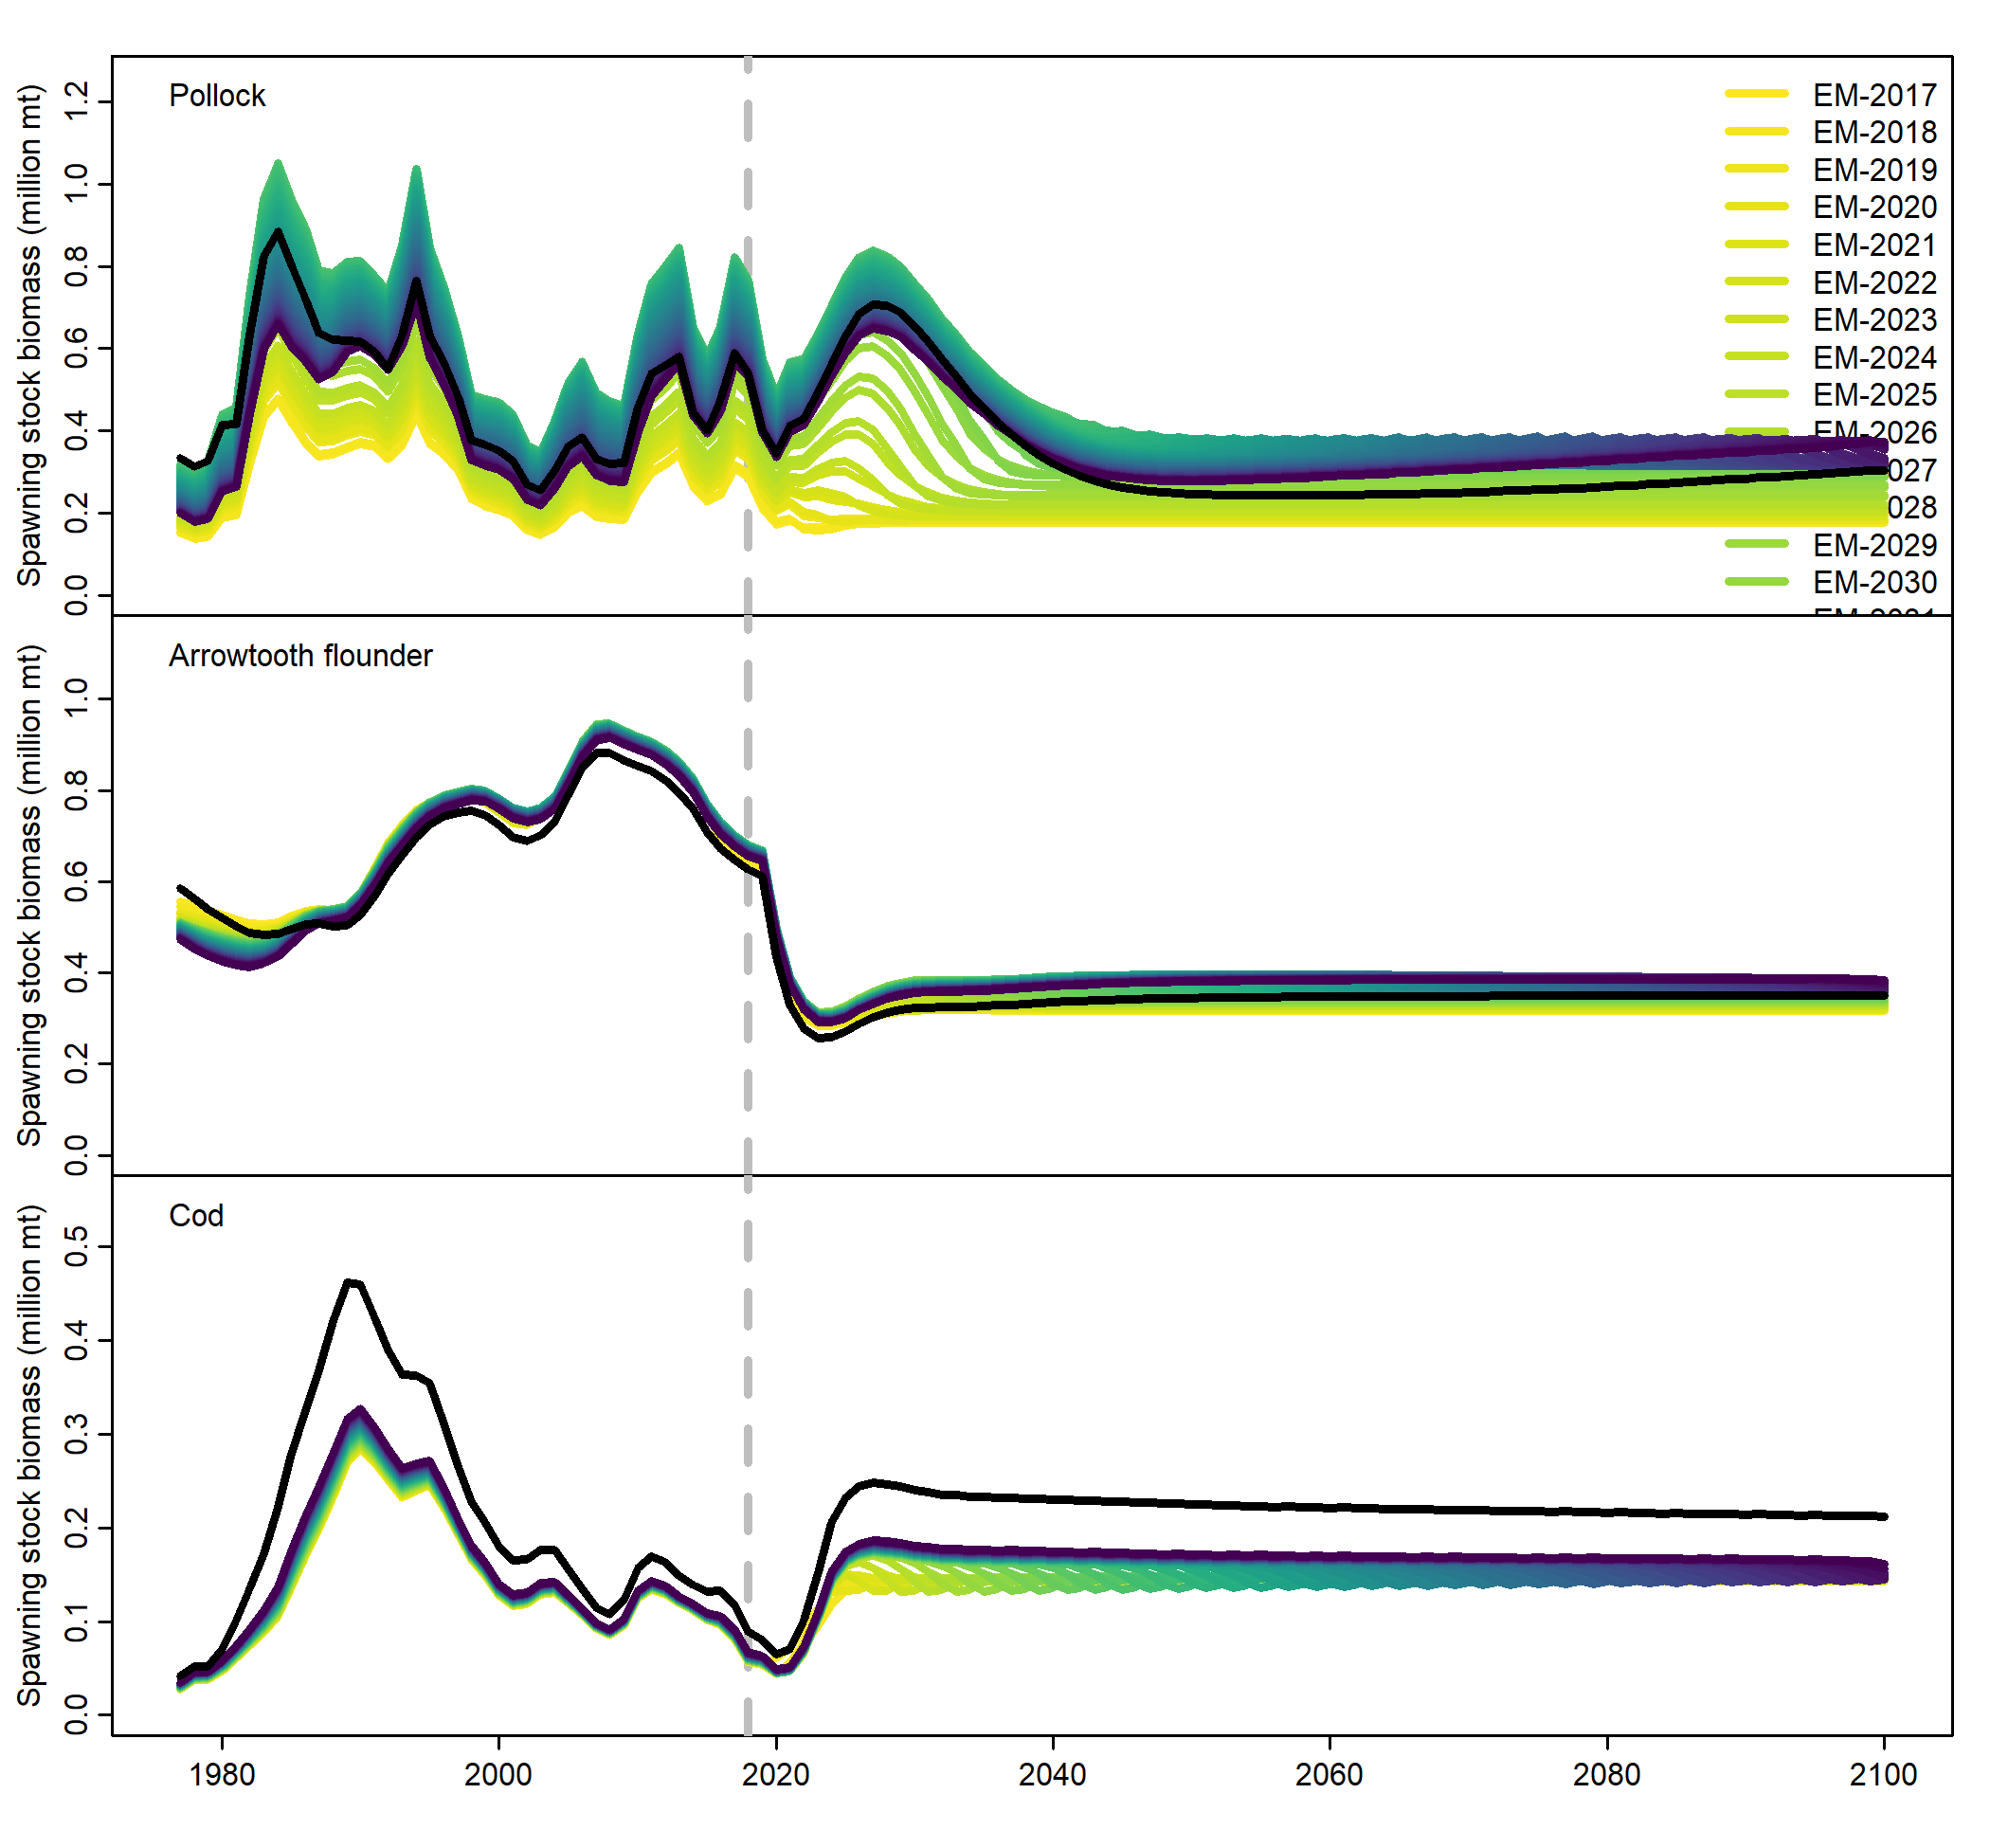 Spawning stock biomass (million mt)
1.2
1.0
0.8
0.6
0.4
0.2
0.0
Pollock
EM-2017
EM-2018
EM-2019
EM-2020
EM-2021
EM-2022
EM-2023
EM-2024
EM-2025
EM-2026
027
028
EM-2029
EM-2030
Spawning stock biomass (million mt)
1.0
0.8
0.6
0.4
0.2
0.0
Arrowtooth flounder
Spawning stock biomass (million mt)
0.5
0.4
0.3
0.2
0.1
0.0
Cod
1980 2000 2020 2040 2060 2080 2100